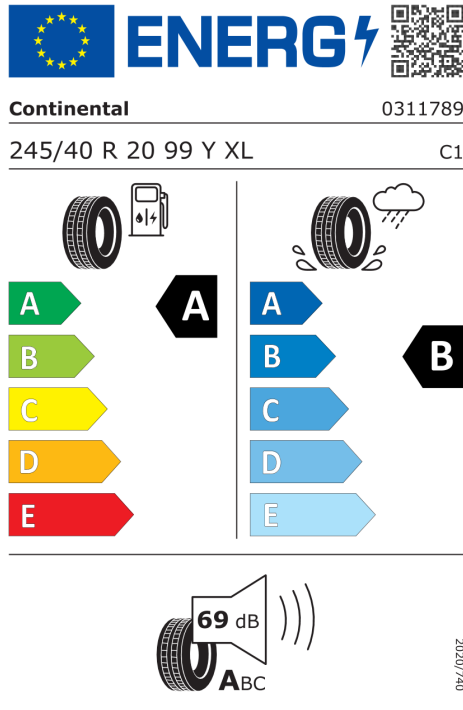 ENERG
Continental 0311789
245/40 R 20 99 Y XL C1
A A
B
C
D
E
A
B B
C
D
E
69 dB
ABC
2020/740